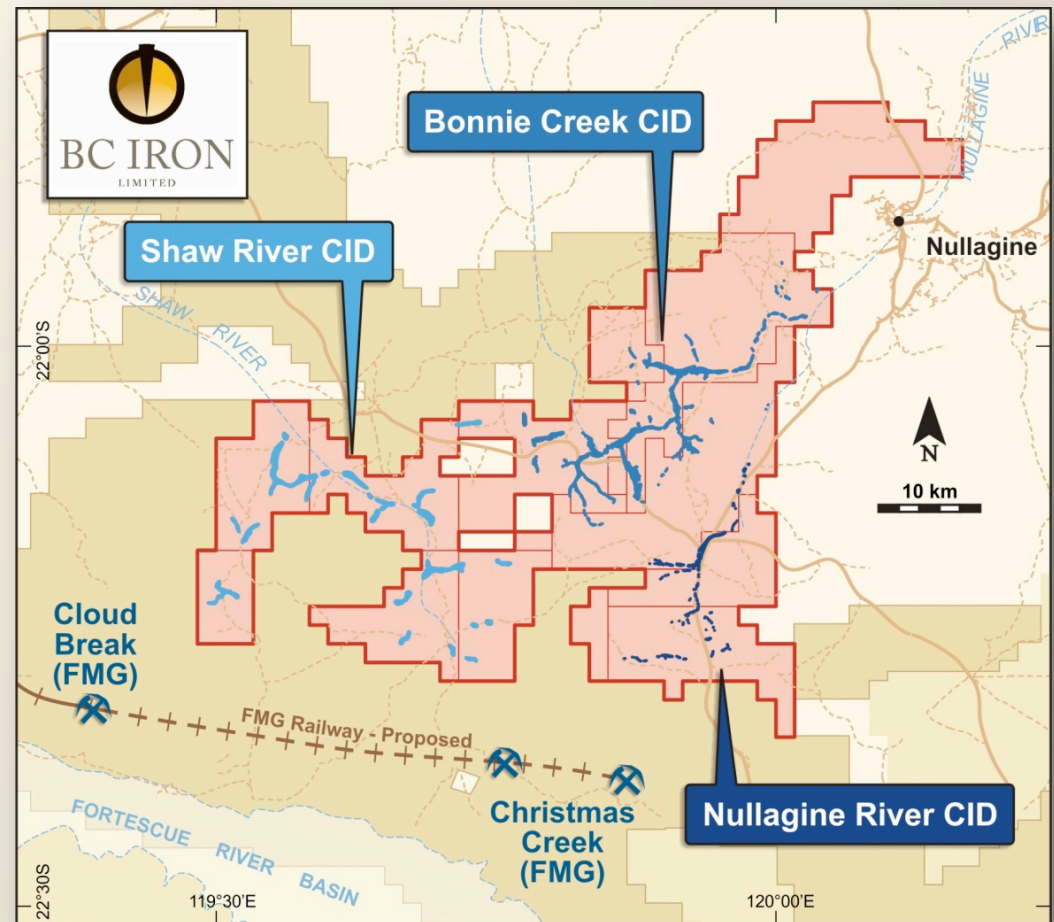 BC IRON
LIMITED
Bonnie Creek CID
Shaw River CID
NULLAGINE
RIVER
Nullagine
SHAW RIVER
22°00'S
N
10 km
Cloud
Break
(FMG)
FMG Railway - Proposed
Christmas
Creek
(FMG)
Nullagine River CID
FORTESCUE RIVER BASIN
22°30'S
119°30'E
120°00'E